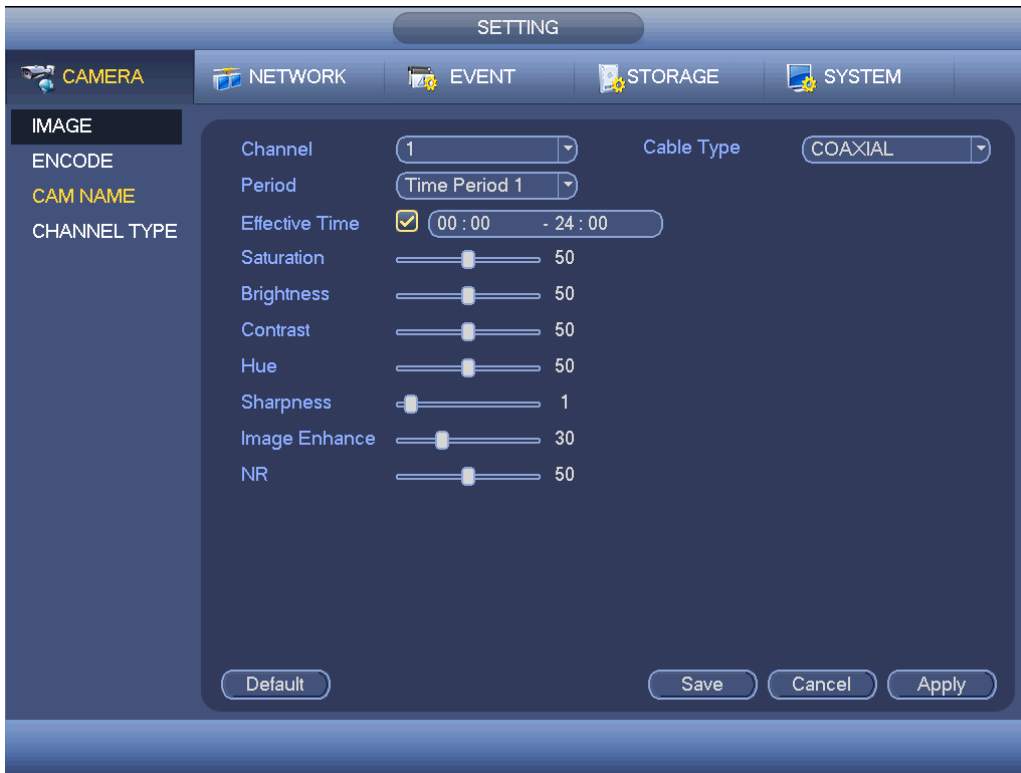 SETTING
CAMERA NETWORK EVENT STORAGE SYSTEM
IMAGE
ENCODE
CAM NAME
CHANNEL TYPE
Channel 1 Cable Type COAXIAL
Period Time Period 1
Effective Time 00 : 00 - 24 : 00
Saturation 50
Brightness 50
Contrast 50
Hue 50
Sharpness 1
Image Enhance 30
NR 50
Default Save Cancel Apply